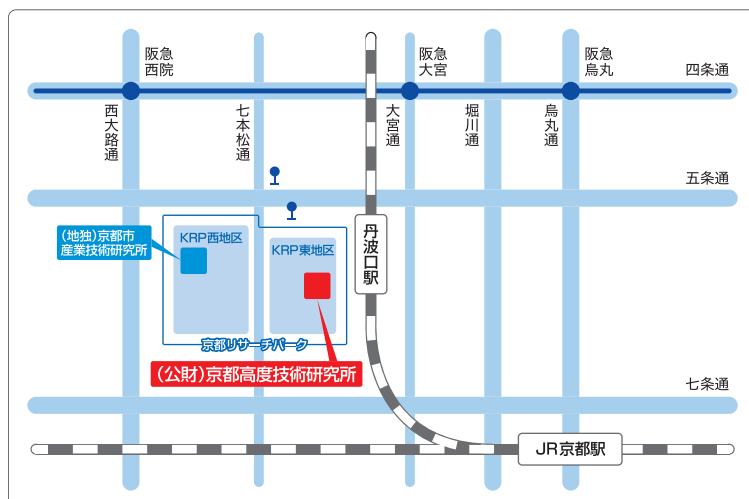 阪急
西院
阪急
大宮
阪急
烏丸
四条通
西大路通
七本松通
大宮通
堀川通
烏丸通
五条通
(地独)京都市
産業技術研究所
KRP西地区
KRP東地区
丹波口駅
京都リサーチパーク
(公財)京都高度技術研究所
七条通
JR京都駅